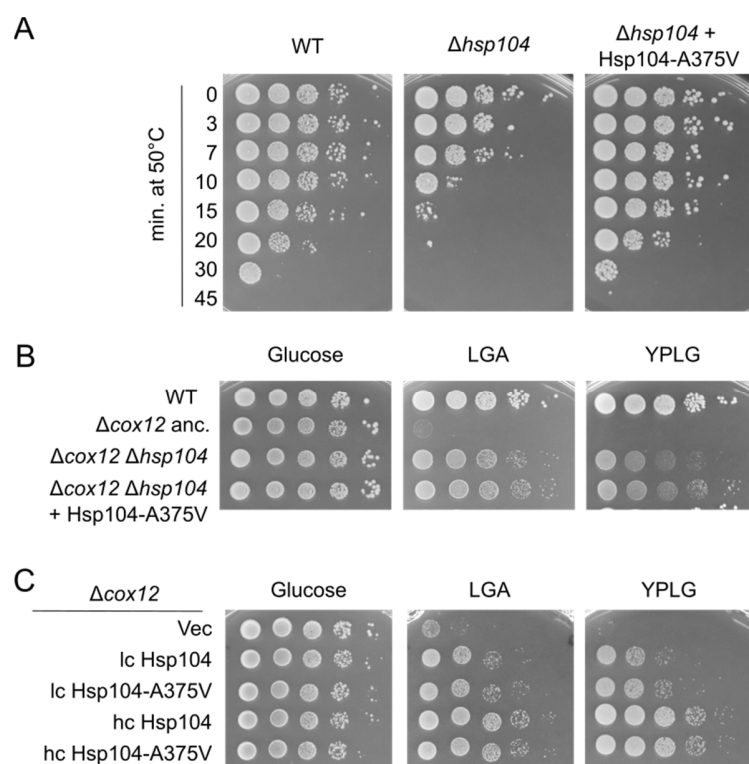 A
WT
Δhsp104
Δhsp104 +
Hsp104-A375V
min. at 50°C
0
3
7
10
15
20
30
45
B
Glucose
LGA
YPLG
WT
Δcox12 anc.
Δcox12 Δhsp104
Δcox12 Δhsp104
+ Hsp104-A375V
C
Δcox12
Glucose
LGA
YPLG
Vec
lc Hsp104
lc Hsp104-A375V
hc Hsp104
hc Hsp104-A375V